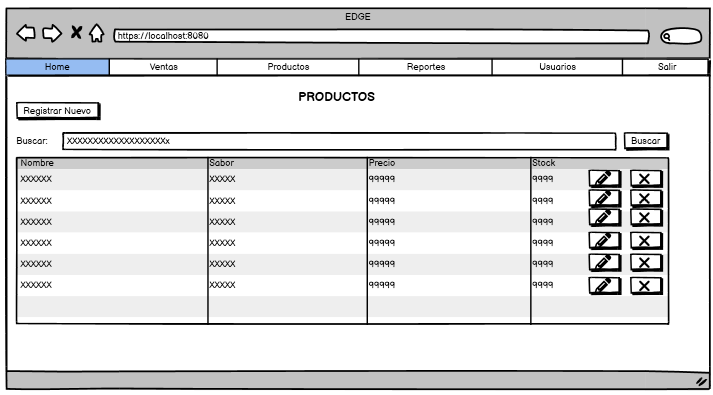 EDGE
https://localhost:8080
Home Ventas Productos Reportes Usuarios Salir
PRODUCTOS
Registrar Nuevo
Buscar: XXXXXXXXXXXXXXXXXXXx Buscar
Nombre Sabor Precio Stock
XXXXXX XXXXX 99999 9999
XXXXXX XXXXX 99999 9999
XXXXXX XXXXX 99999 9999
XXXXXX XXXXX 99999 9999
XXXXXX XXXXX 99999 9999
XXXXXX XXXXX 99999 9999